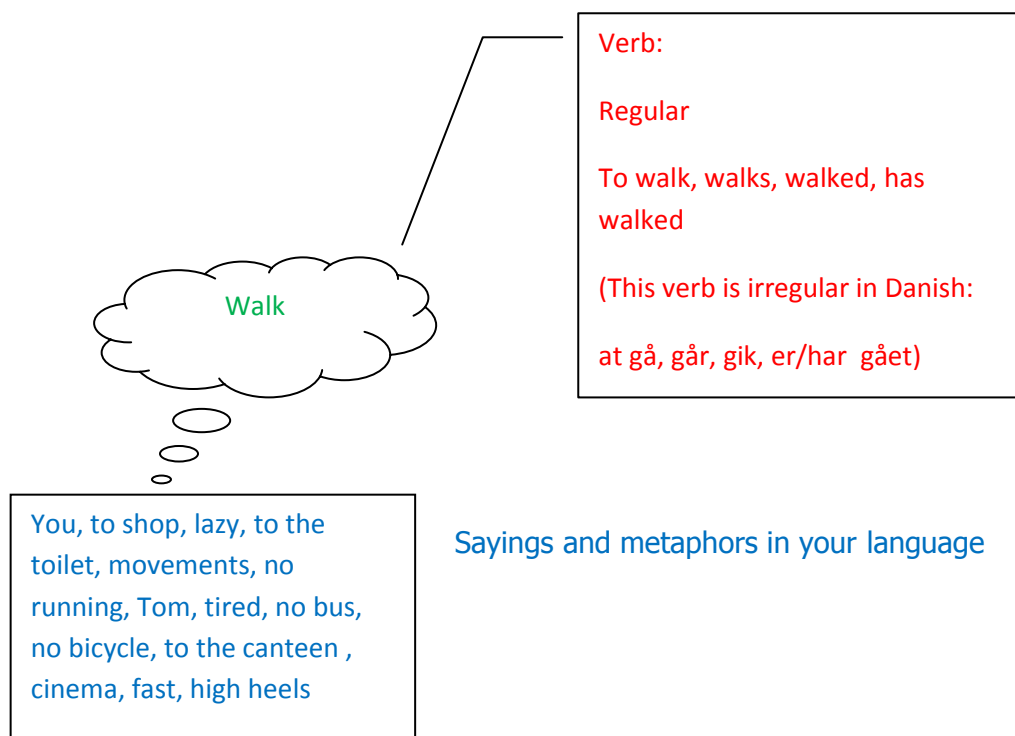 Verb:
Regular
To walk, walks, walked, has
walked
(This verb is irregular in Danish:
at gå, går, gik, er/har gået)
Walk
You, to shop, lazy, to the
toilet, movements, no
running, Tom, tired, no bus,
no bicycle, to the canteen ,
cinema, fast, high heels
Sayings and metaphors in your language